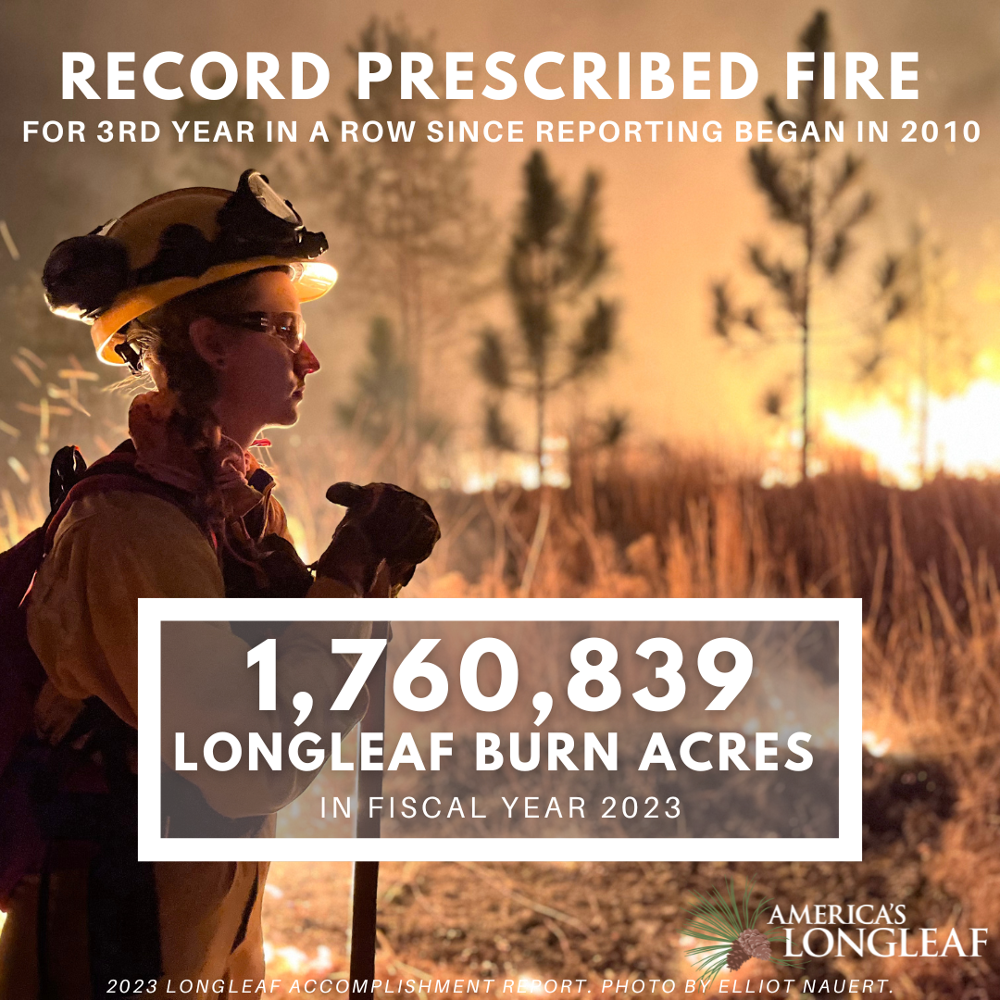 RECORD PRESCRIBED FIRE
FOR 3RD YEAR IN A ROW SINCE REPORTING BEGAN IN 2010
1,760,839
LONGLEAF BURN ACRES
IN FISCAL YEAR 2023
AMERICA'S
LONGLEAF
2023 LONGLEAF ACCOMPLISHMENT REPORT. PHOTO BY ELLIOT NAUERT.